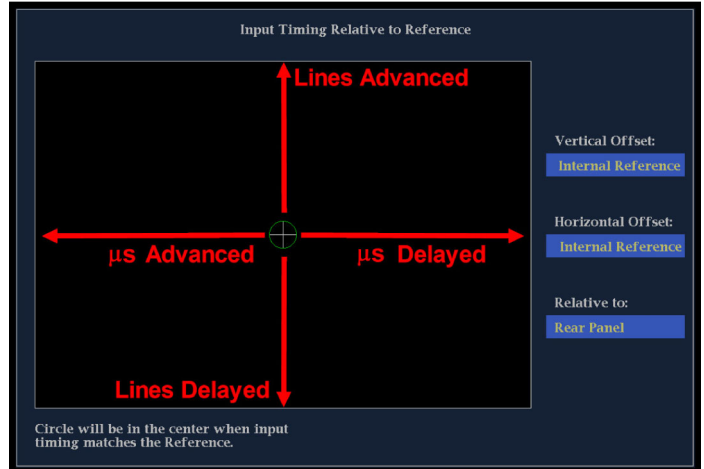 Input Timing Relative to Reference
Lines Advanced
Vertical Offset:
Internal Reference
μs Advanced
μs Delayed
Horizontal Offset:
Internal Reference
Relative to:
Rear Panel
Lines Delayed
Circle will be in the center when input
timing matches the Reference.